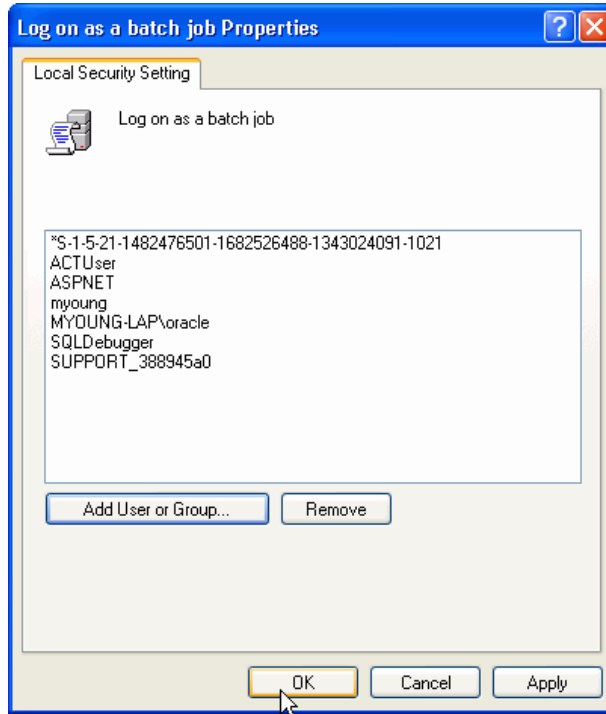 Log on as a batch job Properties
Local Security Setting
Log on as a batch job
*S-1-5-21-1482476501-1682526488-1343024091-1021
ACTUser
ASPNET
myoung
MYOUNG-LAP\oracle
SQLDebugger
SUPPORT_388945a0
Add User or Group... Remove
OK Cancel Apply